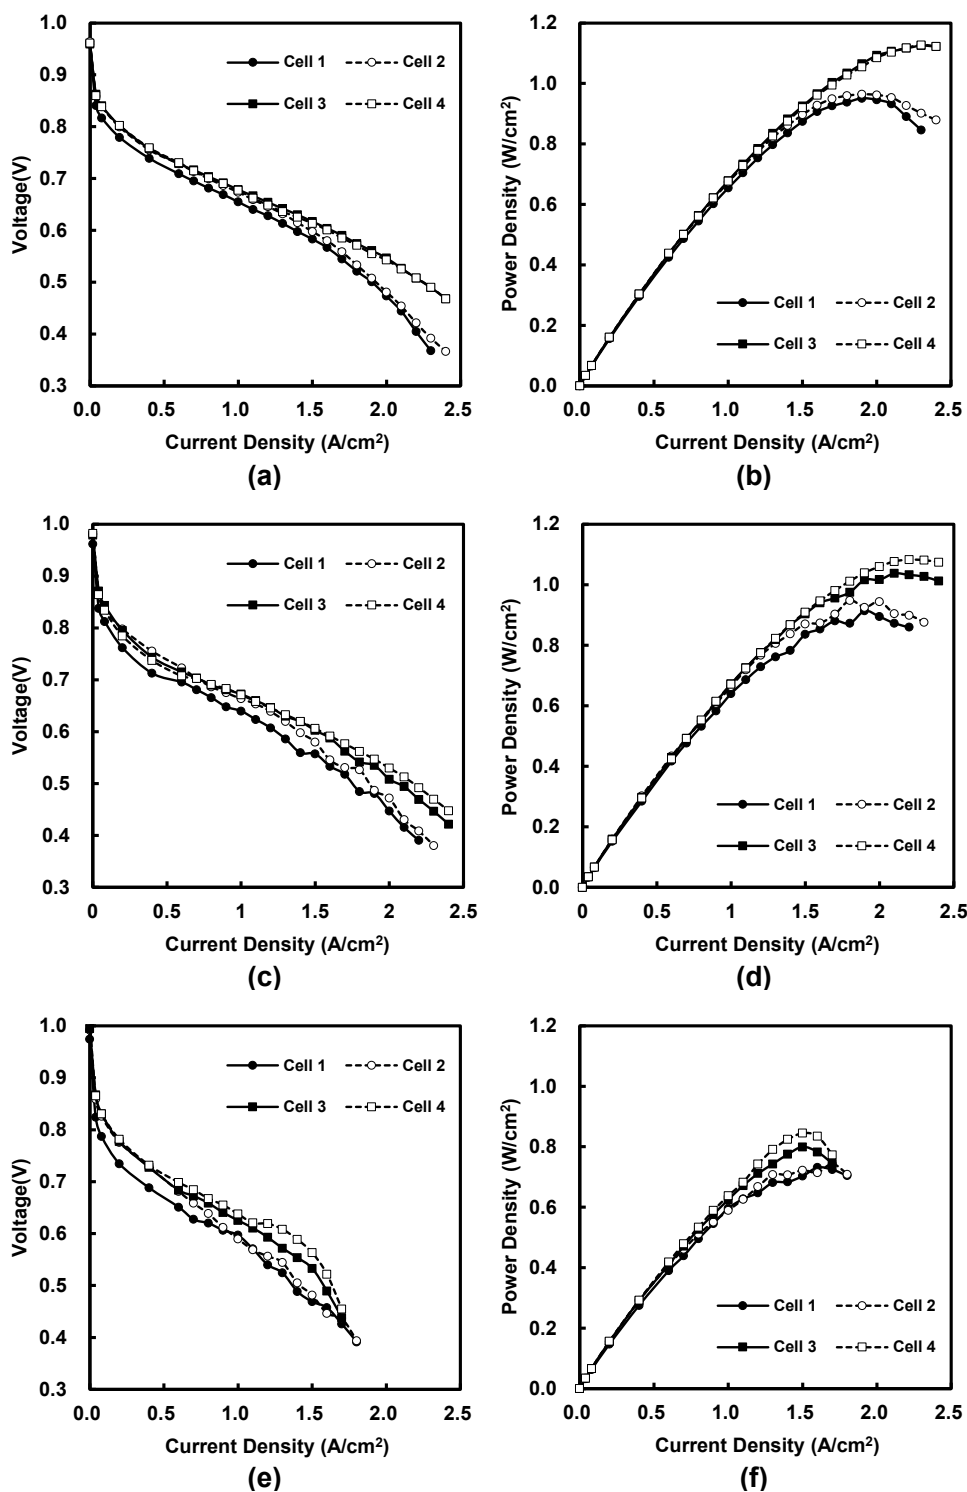 1.0
0.9
0.8
0.7
0.6
0.5
0.4
0.3
Voltage(V)
Cell 1 Cell 2
Cell 3 Cell 4
0.0 0.5 1.0 1.5 2.0 2.5
Current Density (A/cm²)
(a)
1.2
1.0
0.8
0.6
0.4
0.2
0.0
Power Density (W/cm²)
Cell 1 Cell 2
Cell 3 Cell 4
0.0 0.5 1.0 1.5 2.0 2.5
Current Density (A/cm²)
(b)
1.0
0.9
0.8
0.7
0.6
0.5
0.4
0.3
Voltage(V)
Cell 1 Cell 2
Cell 3 Cell 4
0 0.5 1 1.5 2 2.5
Current Density (A/cm²)
(c)
1.2
1.0
0.8
0.6
0.4
0.2
0.0
Power Density (W/cm²)
Cell 1 Cell 2
Cell 3 Cell 4
0 0.5 1 1.5 2 2.5
Current Density (A/cm²)
(d)
1.0
0.9
0.8
0.7
0.6
0.5
0.4
0.3
Voltage(V)
Cell 1 Cell 2
Cell 3 Cell 4
0.0 0.5 1.0 1.5 2.0 2.5
Current Density (A/cm²)
(e)
1.2
1.0
0.8
0.6
0.4
0.2
0.0
Power Density (W/cm²)
Cell 1 Cell 2
Cell 3 Cell 4
0.0 0.5 1.0 1.5 2.0 2.5
Current Density (A/cm²)
(f)